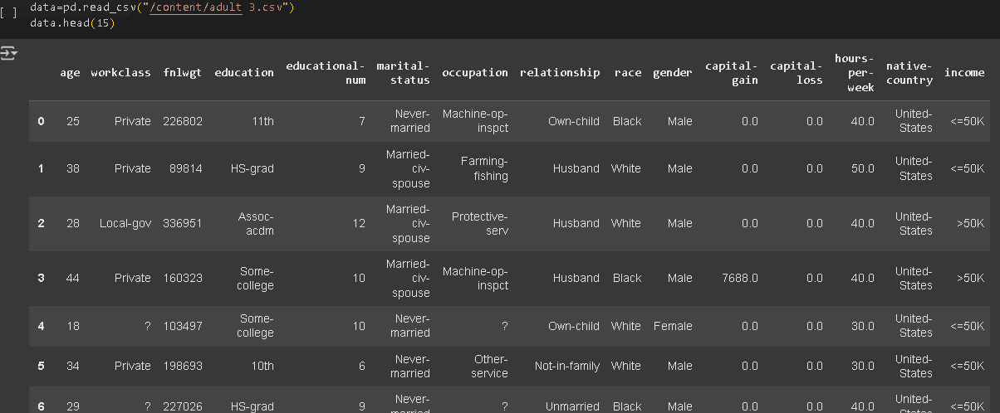 [ ] data=pd.read_csv("/content/adult 3.csv")
data.head(15)
age workclass fnlwgt education educational-num marital-status occupation relationship race gender capital-gain capital-loss hours-per-week native-country income
0 25 Private 226802 11th 7 Never-married Machine-op-inspct Own-child Black Male 0.0 0.0 40.0 United-States <=50K
1 38 Private 89814 HS-grad 9 Married-civ-spouse Farming-fishing Husband White Male 0.0 0.0 50.0 United-States <=50K
2 28 Local-gov 336951 Assoc-acdm 12 Married-civ-spouse Protective-serv Husband White Male 0.0 0.0 40.0 United-States >50K
3 44 Private 160323 Some-college 10 Married-civ-spouse Machine-op-inspct Husband Black Male 7688.0 0.0 40.0 United-States >50K
4 18 ? 103497 Some-college 10 Never-married ? Own-child White Female 0.0 0.0 30.0 United-States <=50K
5 34 Private 198693 10th 6 Never-married Other-service Not-in-family White Male 0.0 0.0 30.0 United-States <=50K
6 29 ? 227026 HS-grad 9 Never-married ? Unmarried Black Male 0.0 0.0 40.0 United-States <=50K